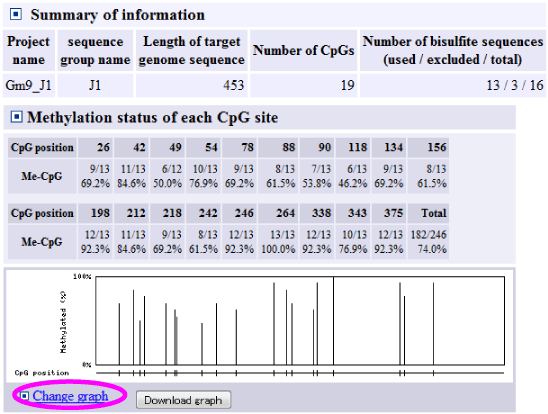 Summary of information
Project name sequence group name Length of target genome sequence Number of CpGs Number of bisulfite sequences (used / excluded / total)
Gm9_J1 J1 453 19 13 / 3 / 16
Methylation status of each CpG site
CpG position 26 42 49 54 78 88 90 118 134 156
Me-CpG 9/13 11/13 6/12 10/13 9/13 8/13 7/13 6/13 9/13 8/13
69.2% 84.6% 50.0% 76.9% 69.2% 61.5% 53.8% 46.2% 69.2% 61.5%
CpG position 198 212 218 242 246 264 338 343 375 Total
Me-CpG 12/13 11/13 9/13 8/13 12/13 13/13 12/13 10/13 12/13 182/246
92.3% 84.6% 69.2% 61.5% 92.3% 100.0% 92.3% 76.9% 92.3% 74.0%
100%
Methylated (%)
0%
CpG position
Change graph Download graph